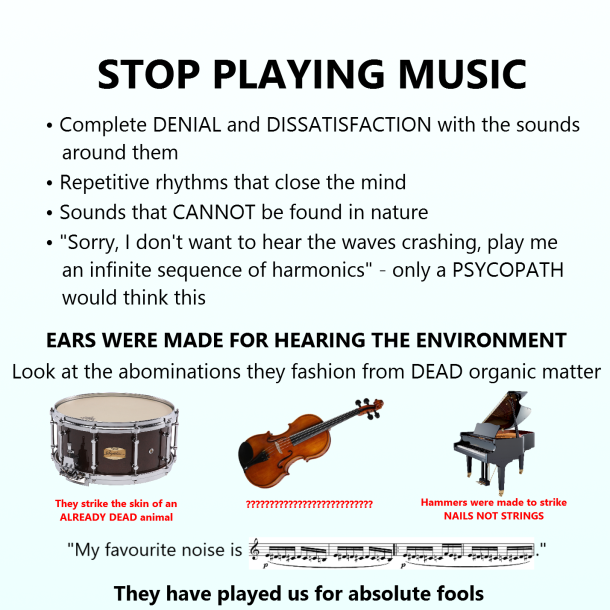 STOP PLAYING MUSIC
• Complete DENIAL and DISSATISFACTION with the sounds
around them
• Repetitive rhythms that close the mind
• Sounds that CANNOT be found in nature
• "Sorry, I don't want to hear the waves crashing, play me
an infinite sequence of harmonics" - only a PSYCOPATH
would think this
EARS WERE MADE FOR HEARING THE ENVIRONMENT
Look at the abominations they fashion from DEAD organic matter
They strike the skin of an
ALREADY DEAD animal
???????????????????????????
Hammers were made to strike
NAILS NOT STRINGS
"My favourite noise is p p ."
They have played us for absolute fools